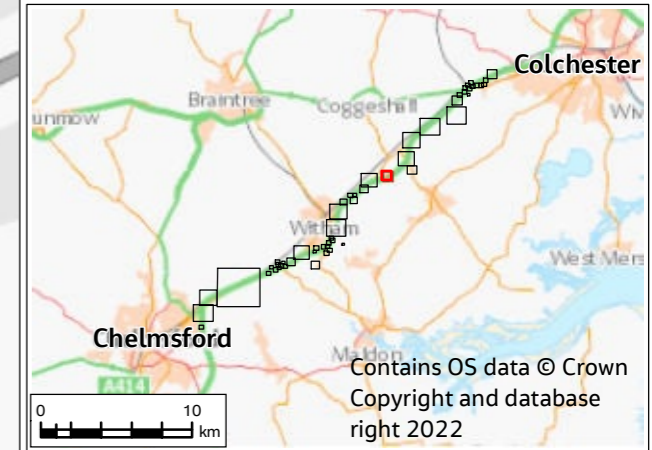 Colchester
Braintree
Coggeshall
unmow
Wiv
Witham
West Mers
Chelmsford
Maldon
Contains OS data © Crown
Copyright and database
right 2022
A414
0 10
km